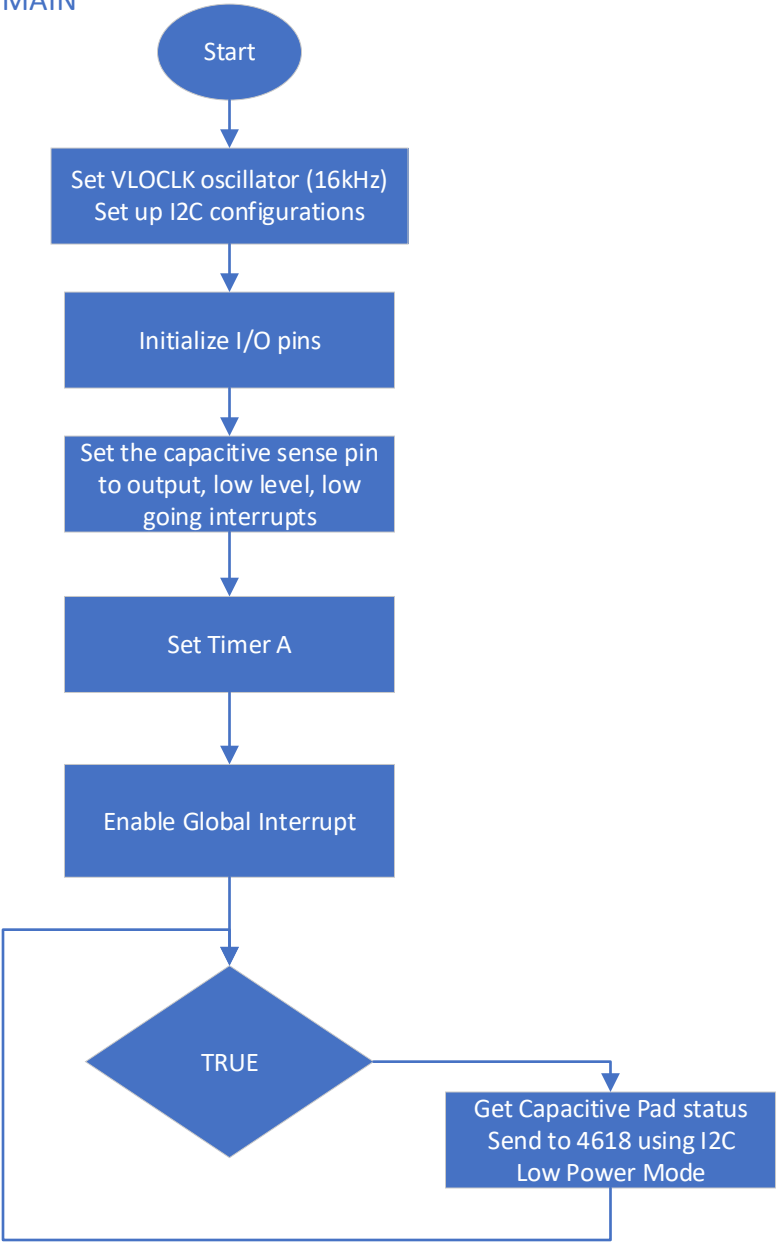 MAIN
Start
Set VLOCLK oscillator (16kHz)
Set up I2C configurations
Initialize I/O pins
Set the capacitive sense pin
to output, low level, low
going interrupts
Set Timer A
Enable Global Interrupt
TRUE
Get Capacitive Pad status
Send to 4618 using I2C
Low Power Mode